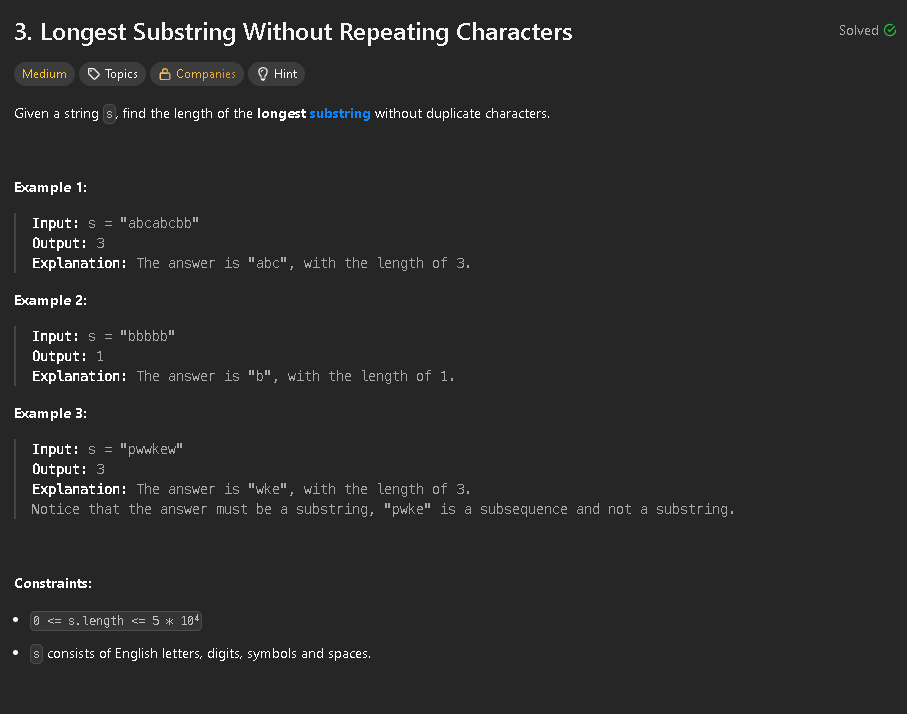 3. Longest Substring Without Repeating Characters
Solved
Medium Topics Companies Hint
Given a string s, find the length of the longest substring without duplicate characters.
Example 1:
Input: s = "abcabcbb"
Output: 3
Explanation: The answer is "abc", with the length of 3.
Example 2:
Input: s = "bbbbb"
Output: 1
Explanation: The answer is "b", with the length of 1.
Example 3:
Input: s = "pwwkew"
Output: 3
Explanation: The answer is "wke", with the length of 3.
Notice that the answer must be a substring, "pwke" is a subsequence and not a substring.
Constraints:
• 0 <= s.length <= 5 * 10⁴
• s consists of English letters, digits, symbols and spaces.